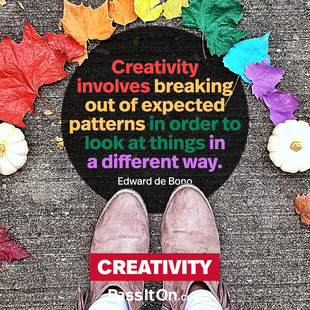 Creativity
involves breaking
out of expected
patterns in order to
look at things in
a different way.
Edward de Bono
CREATIVITY
PassItOn.c